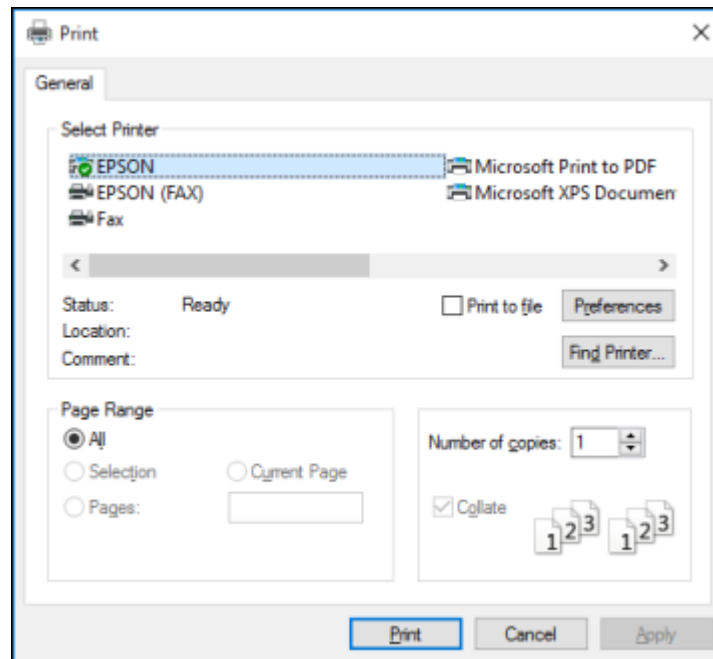 Print
General
Select Printer
EPSON Microsoft Print to PDF
EPSON (FAX) Microsoft XPS Documen
Fax
Status: Ready Print to file Preferences
Location:
Comment: Find Printer...
Page Range
All
Selection Current Page
Pages:
Number of copies: 1
Collate
1 2 3 1 2 3
Print Cancel Apply